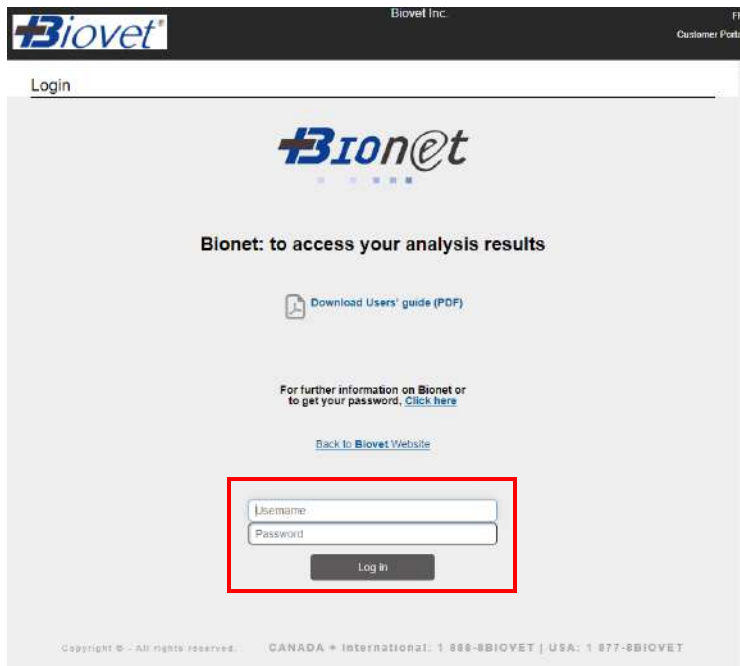 Biovet Inc.
Biovet®
FR
Customer Porta
Login
Bionet
Bionet: to access your analysis results
Download Users' guide (PDF)
For further information on Bionet or
to get your password, Click here
Back to Biovet Website
Username
Password
Log in
Copyright © - All rights reserved. CANADA + International: 1 888-8BIOVET | USA: 1 877-8BIOVET